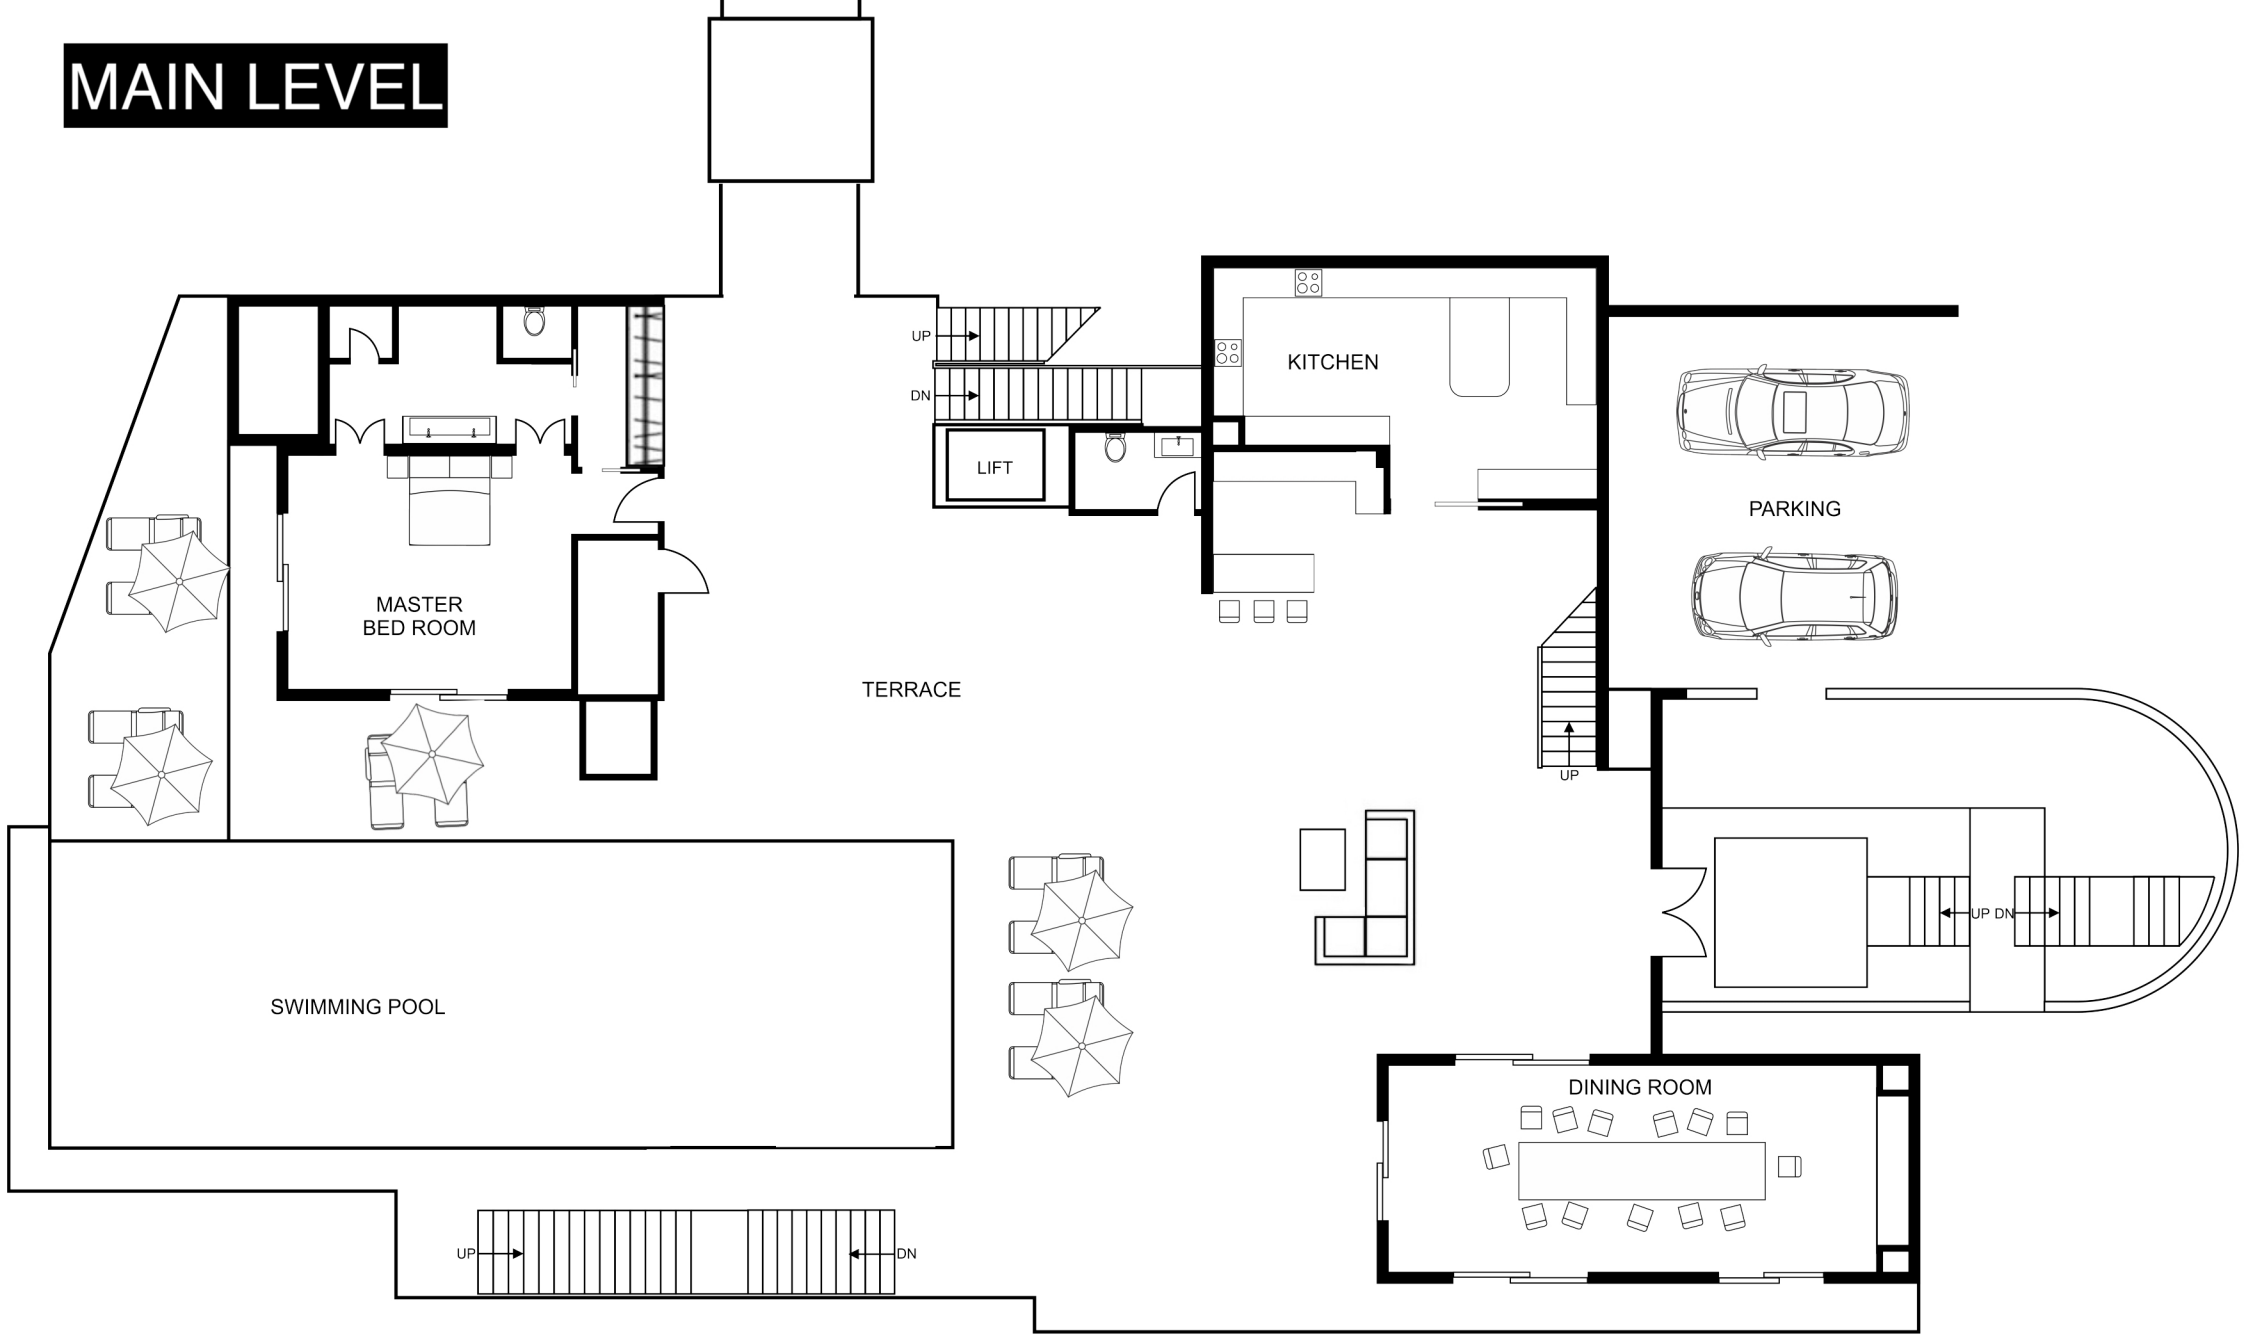 MAIN LEVEL
UP
DN
KITCHEN
LIFT
PARKING
MASTER
BED ROOM
TERRACE
UP
UP DN
SWIMMING POOL
DINING ROOM
UP
DN